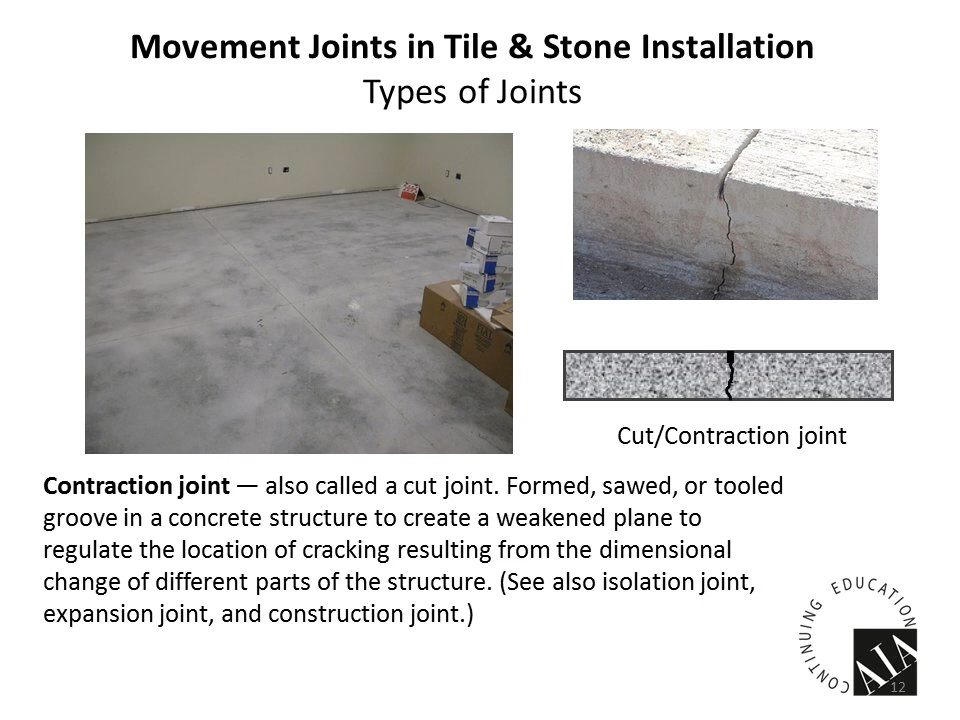 Movement Joints in Tile & Stone Installation
Types of Joints
Cut/Contraction joint
Contraction joint — also called a cut joint. Formed, sawed, or tooled
groove in a concrete structure to create a weakened plane to
regulate the location of cracking resulting from the dimensional
change of different parts of the structure. (See also isolation joint,
expansion joint, and construction joint.)
CONTINUING EDUCATION
AIA
12